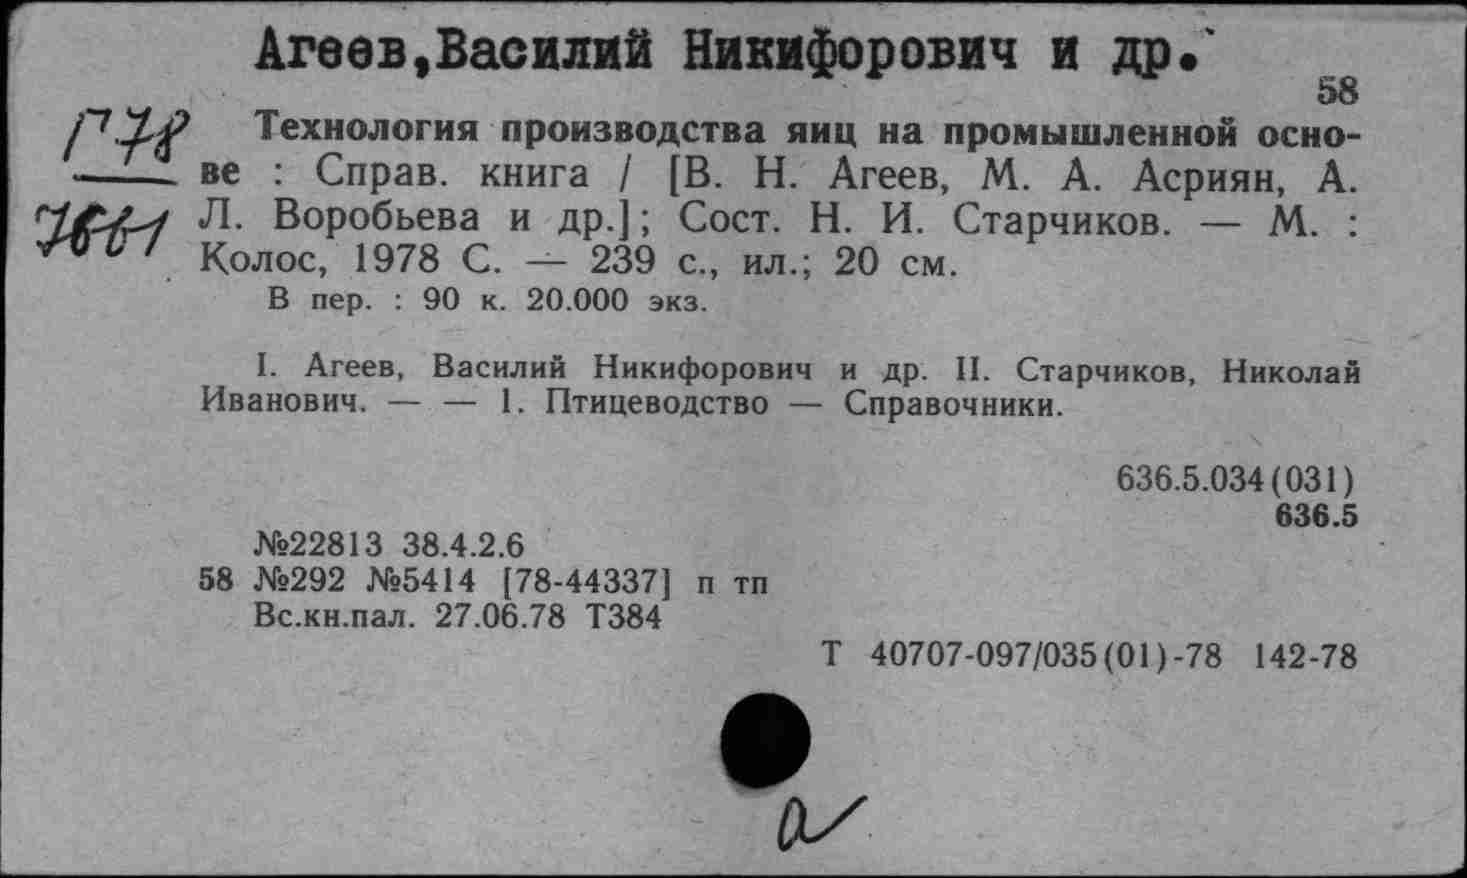 Агеев,Василий Никифорович и др.
58
Технология производства яиц на промышленной осно-
ве : Справ. книга / [В. Н. Агеев, М. А. Асриян, А.
Л. Воробьева и др.]; Сост. Н. И. Старчиков. — М. :
Колос, 1978 С. — 239 с., ил.; 20 см.
В пер. : 90 к. 20.000 экз.
I. Агеев, Василий Никифорович и др. II. Старчиков, Николай
Иванович. — — 1. Птицеводство — Справочники.
636.5.034(031)
636.5
№22813 38.4.2.6
58 №292 №5414 [78-44337] п тп
Вс.кн.пал. 27.06.78 Т384
Т 40707-097/035(01)-78 142-78